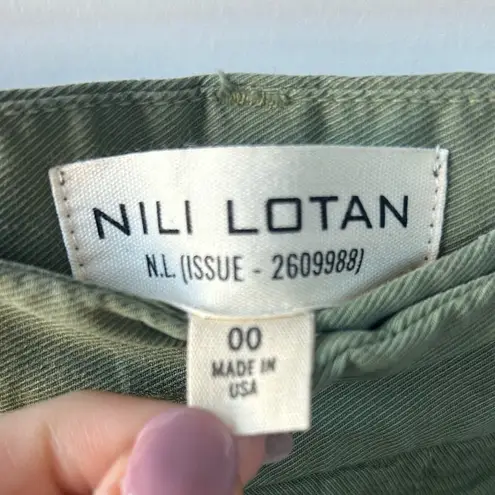 NILI LOTAN
N.L. (ISSUE - 2609988)
00
MADE IN
USA